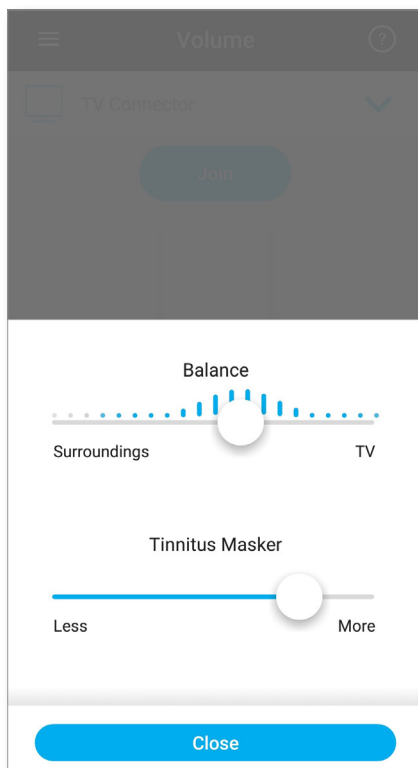 Volume
?
TV Connector
Join
Balance
Surroundings TV
Tinnitus Masker
Less More
Close